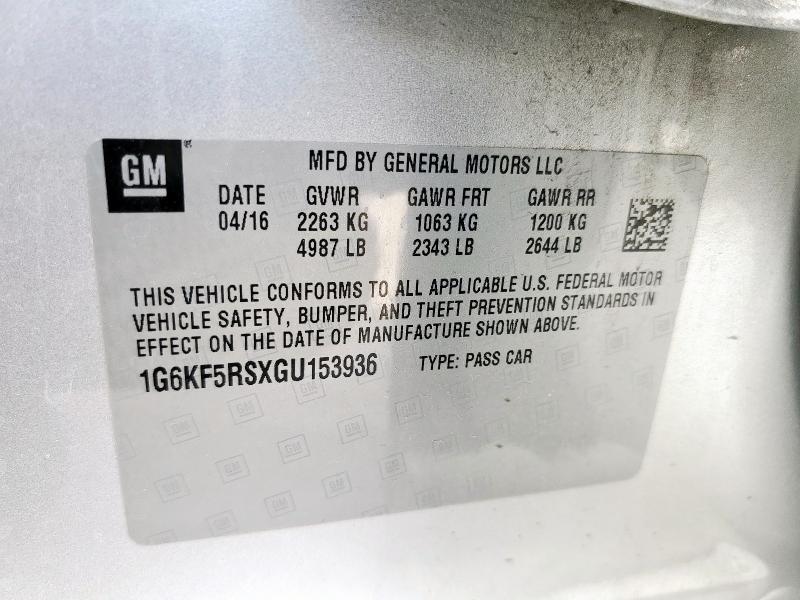 GM
MFD BY GENERAL MOTORS LLC
DATE GVWR GAWR FRT GAWR RR
04/16 2263 KG 1063 KG 1200 KG
4987 LB 2343 LB 2644 LB
THIS VEHICLE CONFORMS TO ALL APPLICABLE U.S. FEDERAL MOTOR
VEHICLE SAFETY, BUMPER, AND THEFT PREVENTION STANDARDS IN
EFFECT ON THE DATE OF MANUFACTURE SHOWN ABOVE.
1G6KF5RSXGU153936 TYPE: PASS CAR